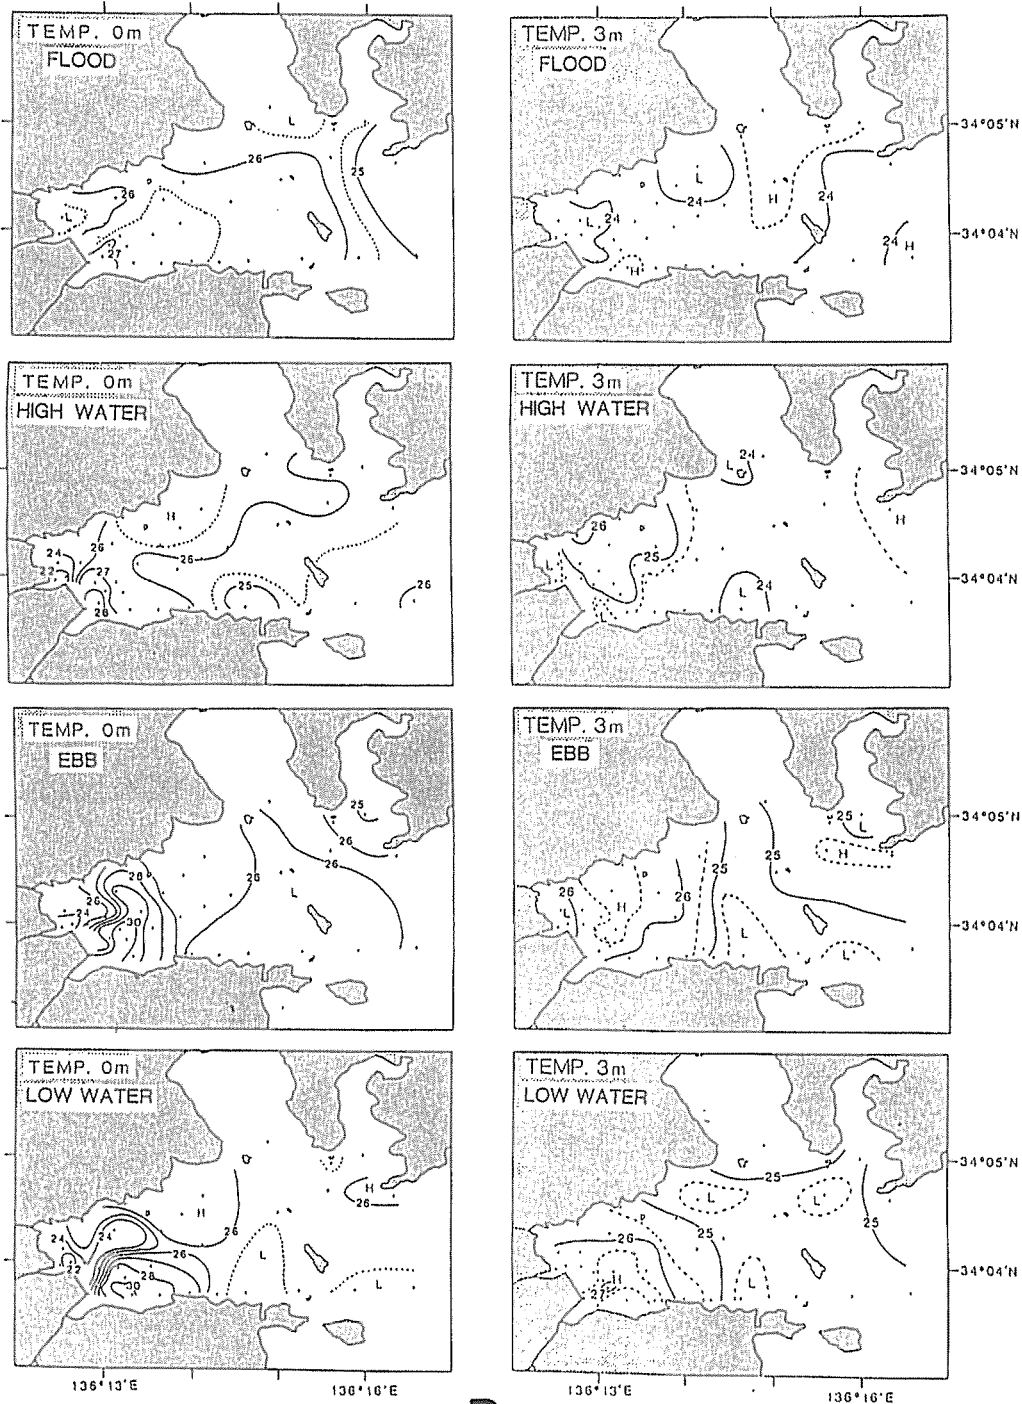 TEMP. 0m
FLOOD
L
26
25
26
L
27
TEMP. 3m
FLOOD
34°05'N
L
24
H
24
L
24
24
H
34°04'N
H
TEMP. 0m
HIGH WATER
H
26
24
22
27
26
25
26
TEMP. 3m
HIGH WATER
24
L
34°05'N
H
26
25
L
L
24
34°04'N
L
TEMP. 0m
EBB
25
26
26
26
L
24
30
TEMP. 3m
EBB
25
L
34°05'N
H
25
25
26
26
H
L
L
34°04'N
L
TEMP. 0m
LOW WATER
H
26
H
26
24
24
26
L
22
28
30
L
136°13'E
136°16'E
TEMP. 3m
LOW WATER
25
34°05'N
L
L
25
25
26
H
27
L
34°04'N
136°13'E
136°16'E